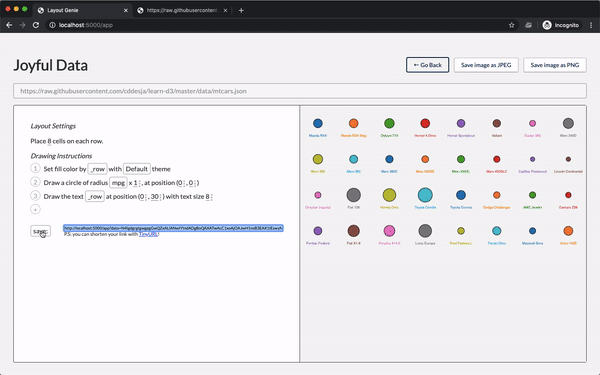 Layout Genie
https://raw.githubusercontent.c
localhost:5000/app
Incognito
Joyful Data
← Go Back
Save image as JPEG
Save image as PNG
https://raw.githubusercontent.com/cddesja/learn-d3/master/data/mtcars.json
Layout Settings
Place 8 cells on each row.
Drawing Instructions
1 Set fill color by _row with Default theme
2 Draw a circle of radius mpg x 1, at position (0, 0)
3 Draw the text _row at position (0, 30) with text size 8
+
save
P.S: you can shorten your link with TinyURL!
Mazda RX4
Mazda RX4 Wag
Datsun 710
Hornet 4 Drive
Hornet Sportabout
Valiant
Duster 360
Merc 240D
Merc 230
Merc 280
Merc 280C
Merc 450SE
Merc 450SL
Merc 450SLC
Cadillac Fleetwood
Lincoln Continental
Chrysler Imperial
Fiat 128
Honda Civic
Toyota Corolla
Toyota Corona
Dodge Challenger
AMC Javelin
Camaro Z28
Pontiac Firebird
Fiat X1-9
Porsche 914-2
Lotus Europa
Ford Pantera L
Ferrari Dino
Maserati Bora
Volvo 142E